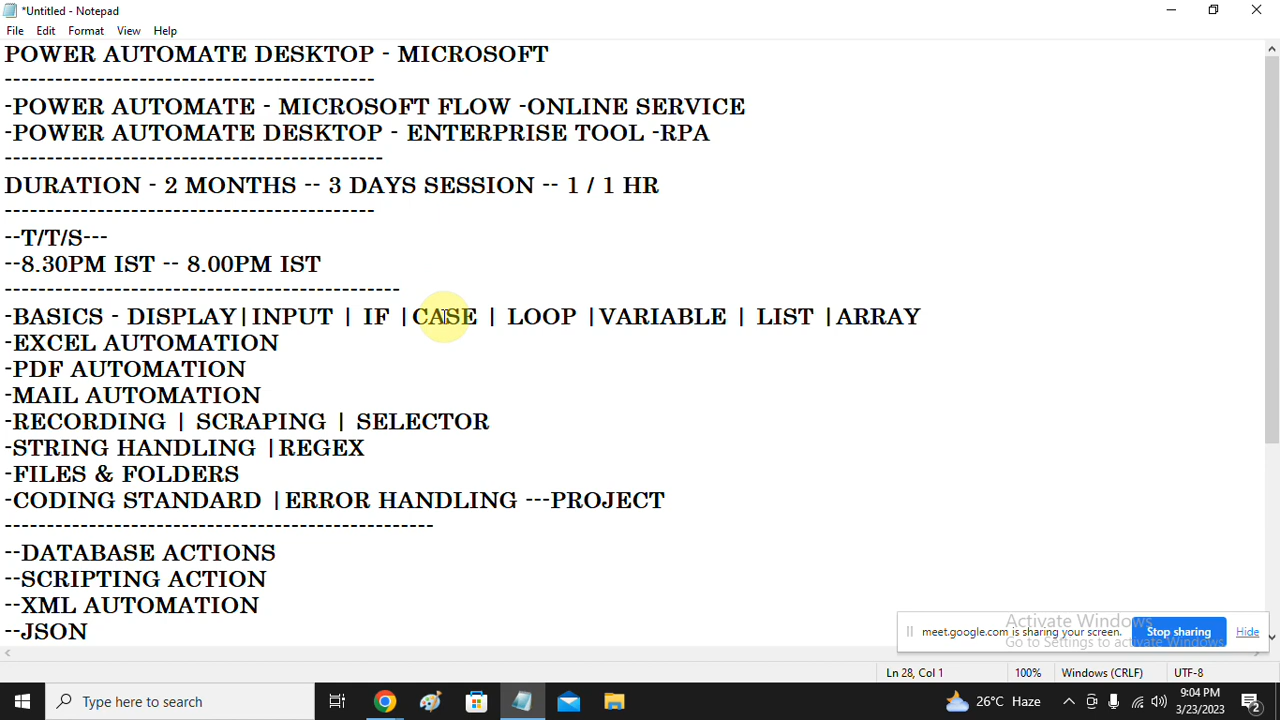 *Untitled - Notepad
File Edit Format View Help
POWER AUTOMATE DESKTOP - MICROSOFT
--------------------------------------------
-POWER AUTOMATE - MICROSOFT FLOW -ONLINE SERVICE
-POWER AUTOMATE DESKTOP - ENTERPRISE TOOL -RPA
---------------------------------------------
DURATION - 2 MONTHS -- 3 DAYS SESSION -- 1 / 1 HR
--------------------------------------------
--T/T/S---
--8.30PM IST -- 8.00PM IST
-----------------------------------------------
-BASICS - DISPLAY|INPUT | IF |CASE | LOOP |VARIABLE | LIST |ARRAY
-EXCEL AUTOMATION
-PDF AUTOMATION
-MAIL AUTOMATION
-RECORDING | SCRAPING | SELECTOR
-STRING HANDLING |REGEX
-FILES & FOLDERS
-CODING STANDARD |ERROR HANDLING ---PROJECT
---------------------------------------------------
--DATABASE ACTIONS
--SCRIPTING ACTION
--XML AUTOMATION
--JSON
Activate Windows
Go to Settings to activate Windows.
meet.google.com is sharing your screen. Stop sharing Hide
Ln 28, Col 1 100% Windows (CRLF) UTF-8
Type here to search 26°C Haze 9:04 PM
3/23/2023 2